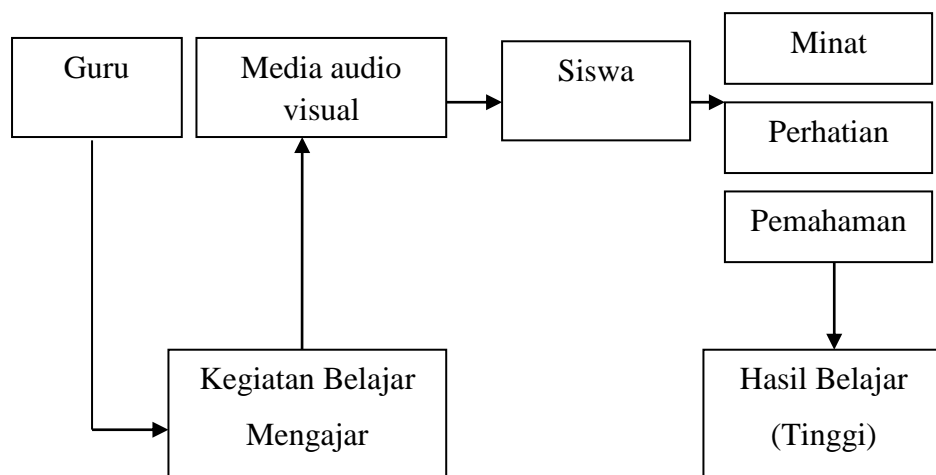 Guru
Media audio
visual
Siswa
Minat
Perhatian
Pemahaman
Kegiatan Belajar
Mengajar
Hasil Belajar
(Tinggi)